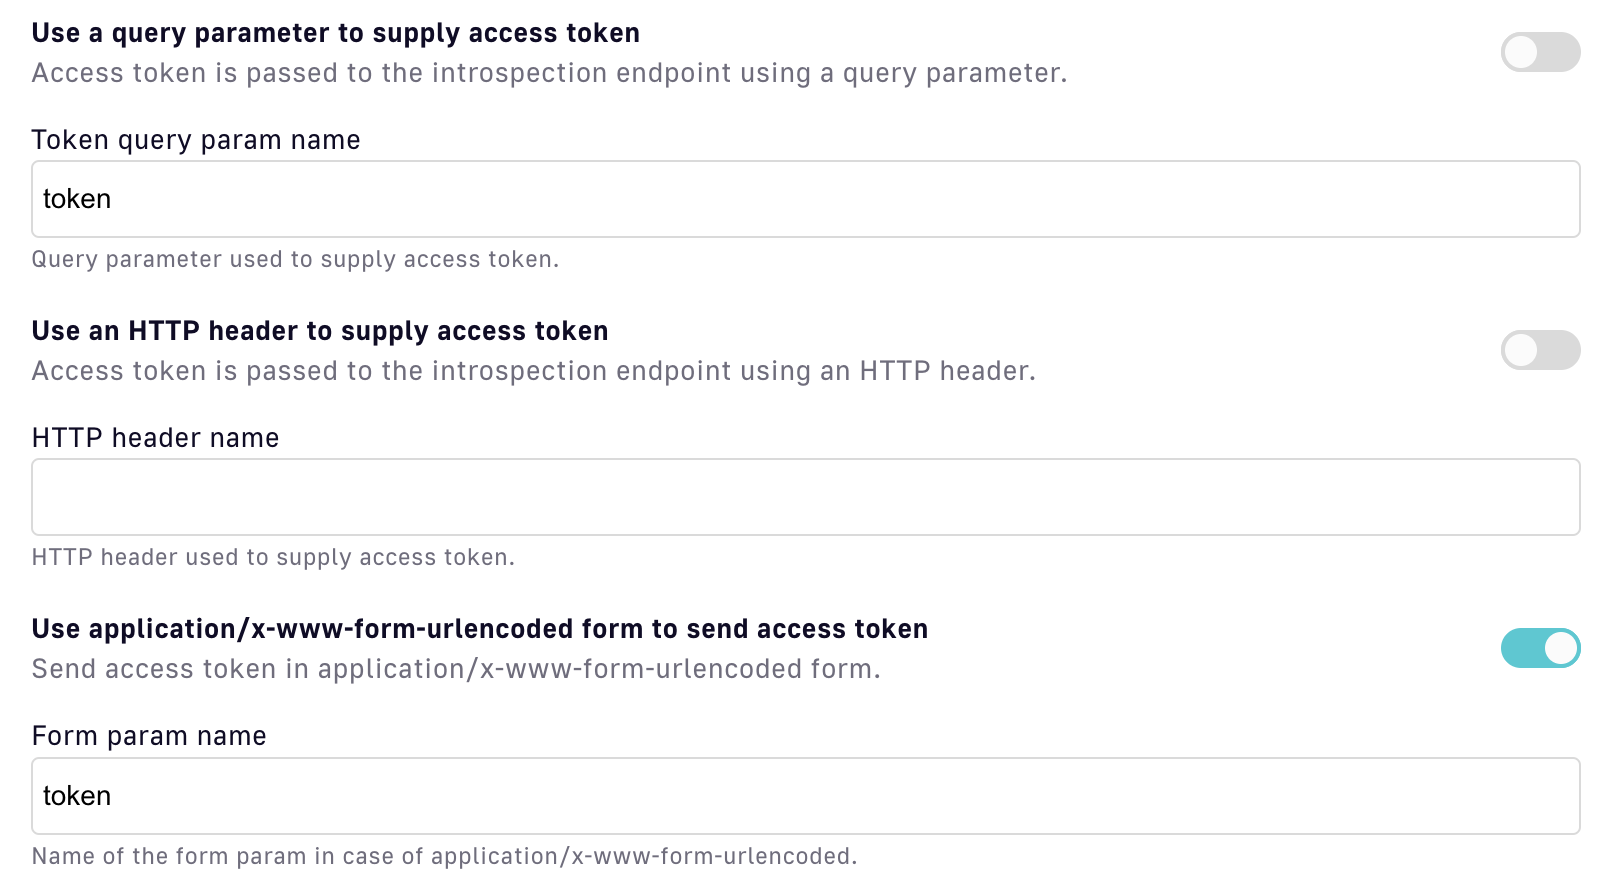 Use a query parameter to supply access token
Access token is passed to the introspection endpoint using a query parameter.
Token query param name
token
Query parameter used to supply access token.
Use an HTTP header to supply access token
Access token is passed to the introspection endpoint using an HTTP header.
HTTP header name
HTTP header used to supply access token.
Use application/x-www-form-urlencoded form to send access token
Send access token in application/x-www-form-urlencoded form.
Form param name
token
Name of the form param in case of application/x-www-form-urlencoded.